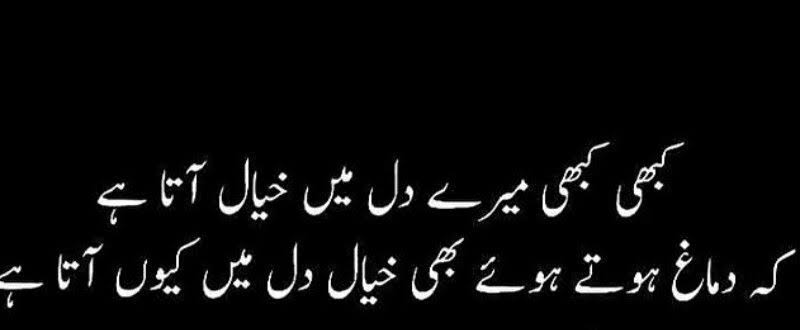 کبھی کبھی میرے دل میں خیال آتا ہے
کہ دماغ ہوتے ہوئے بھی خیال دل میں کیوں آتا ہے